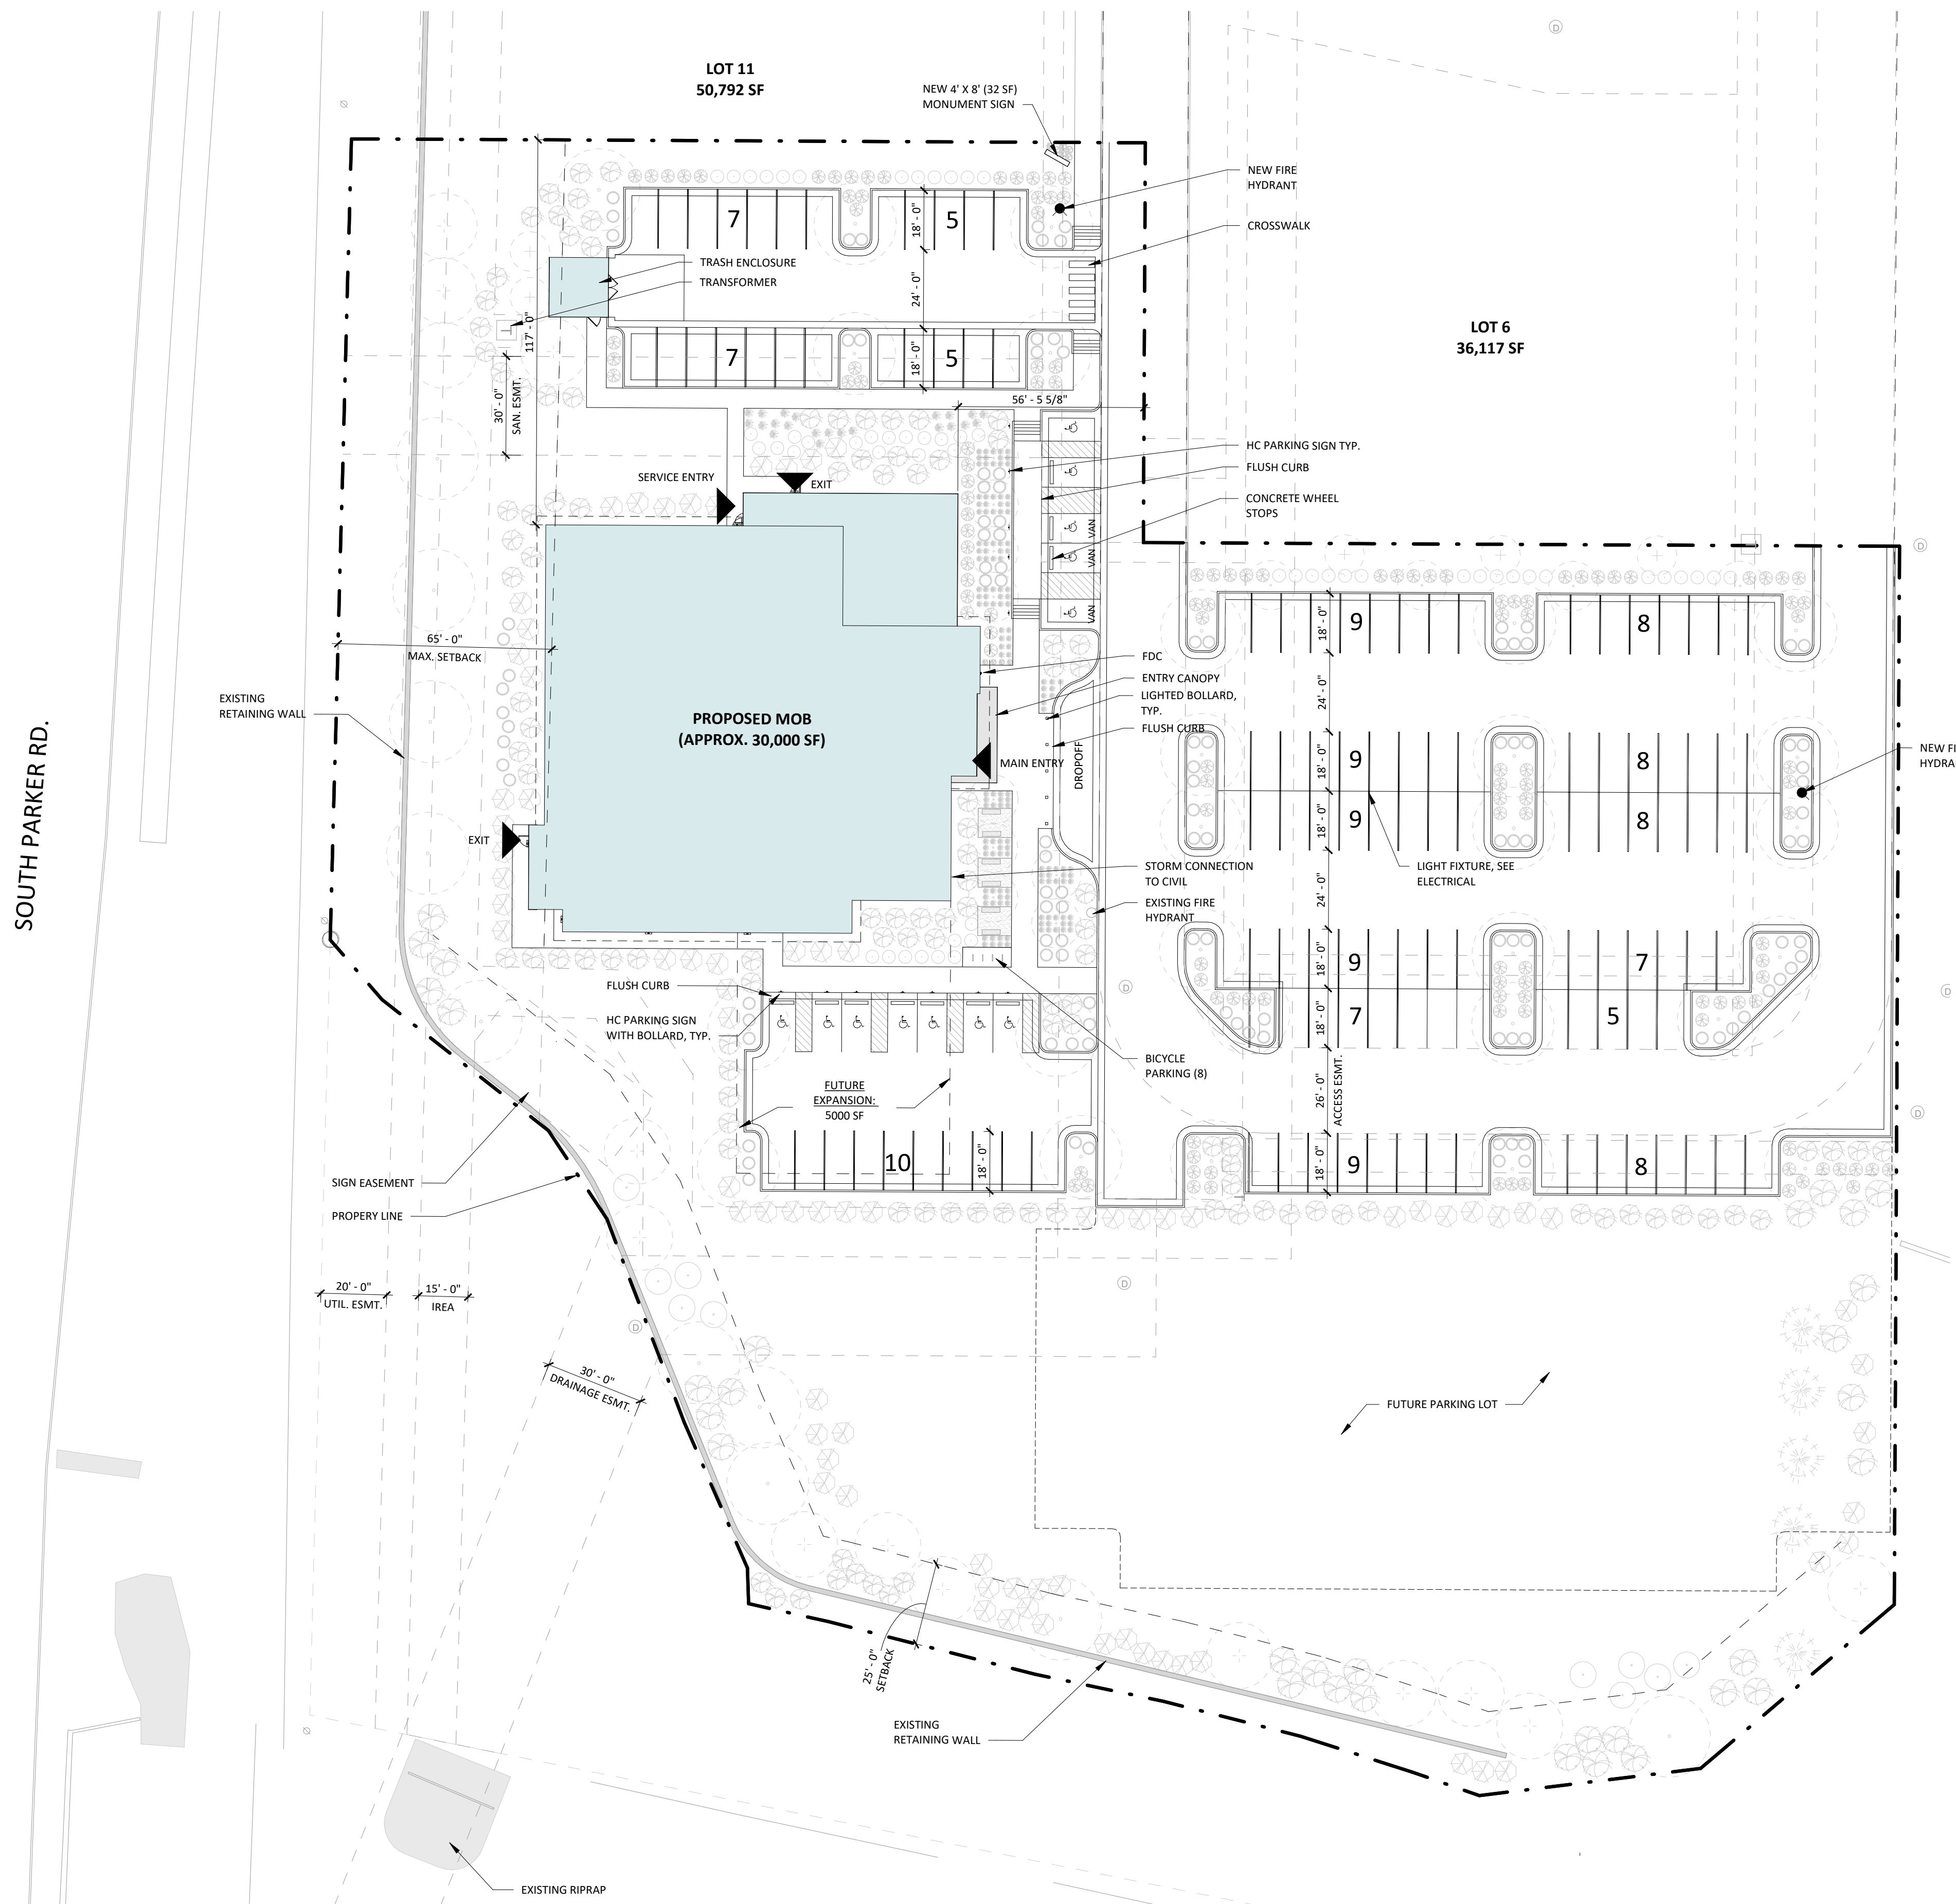 LOT 11
50,792 SF
NEW 4' X 8' (32 SF)
MONUMENT SIGN
NEW FIRE
HYDRANT
CROSSWALK
7
5
18' - 0"
24' - 0"
TRASH ENCLOSURE
TRANSFORMER
117' - 0"
7
5
18' - 0"
30' - 0"
SAN. ESMT.
56' - 5 5/8"
LOT 6
36,117 SF
HC PARKING SIGN TYP.
FLUSH CURB
CONCRETE WHEEL
STOPS
VAN
VAN
VAN
SERVICE ENTRY
EXIT
65' - 0"
MAX. SETBACK
EXISTING
RETAINING WALL
SOUTH PARKER RD.
PROPOSED MOB
(APPROX. 30,000 SF)
FDC
ENTRY CANOPY
LIGHTED BOLLARD,
TYP.
FLUSH CURB
MAIN ENTRY
DROPOFF
EXIT
STORM CONNECTION
TO CIVIL
EXISTING FIRE
HYDRANT
9
8
18' - 0"
24' - 0"
9
8
18' - 0"
9
8
18' - 0"
NEW FI
HYDRA
LIGHT FIXTURE, SEE
ELECTRICAL
24' - 0"
9
7
18' - 0"
7
5
18' - 0"
26' - 0"
ACCESS ESMT.
9
8
18' - 0"
FLUSH CURB
HC PARKING SIGN
WITH BOLLARD, TYP.
BICYCLE
PARKING (8)
FUTURE
EXPANSION:
5000 SF
10
18' - 0"
SIGN EASEMENT
PROPERY LINE
20' - 0"
UTIL. ESMT.
15' - 0"
IREA
30' - 0"
DRAINAGE ESMT.
FUTURE PARKING LOT
25' - 0"
SETBACK
EXISTING
RETAINING WALL
EXISTING RIPRAP
D
D
D
D
D
D
D